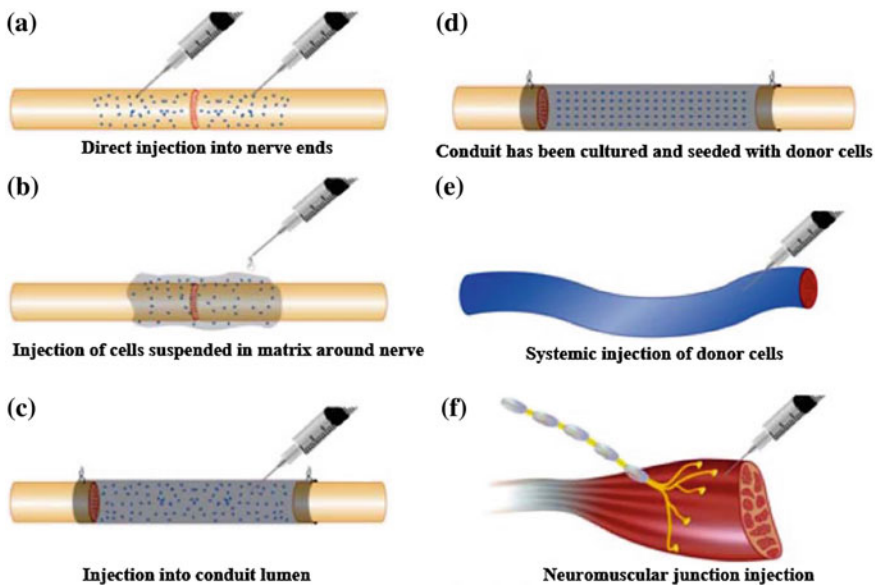 (a)
Direct injection into nerve ends
(b)
Injection of cells suspended in matrix around nerve
(c)
Injection into conduit lumen
(d)
Conduit has been cultured and seeded with donor cells
(e)
Systemic injection of donor cells
(f)
Neuromuscular junction injection